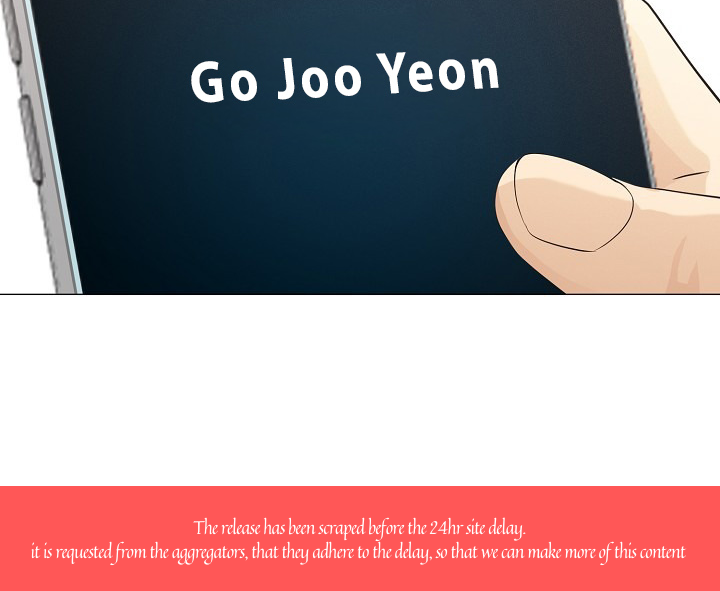 Go Joo Yeon
The release has been scraped before the 24hr site delay.
it is requested from the aggregators, that they adhere to the delay, so that we can make more of this content